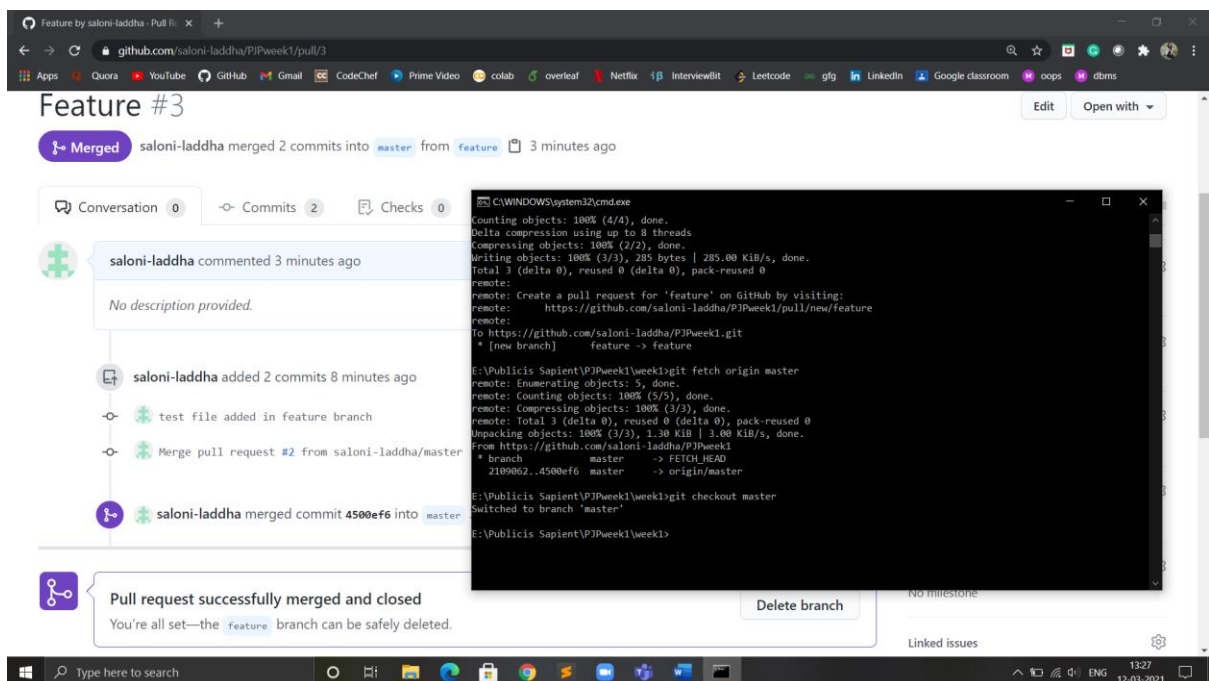 Feature by saloni-laddha · Pull Re
github.com/saloni-laddha/PJPweek1/pull/3
Apps Quora YouTube GitHub Gmail CodeChef Prime Video colab overleaf Netflix InterviewBit Leetcode gfg LinkedIn Google classroom oops dbms
Feature #3
Edit Open with
Merged saloni-laddha merged 2 commits into master from feature 3 minutes ago
Conversation 0 Commits 2 Checks 0
saloni-laddha commented 3 minutes ago
No description provided.
saloni-laddha added 2 commits 8 minutes ago
test file added in feature branch
Merge pull request #2 from saloni-laddha/master
saloni-laddha merged commit 4500ef6 into master
Pull request successfully merged and closed
You're all set—the feature branch can be safely deleted.
Delete branch
No milestone
Linked issues
C:\WINDOWS\system32\cmd.exe
Counting objects: 100% (4/4), done.
Delta compression using up to 8 threads
Compressing objects: 100% (2/2), done.
Writing objects: 100% (3/3), 285 bytes | 285.00 KiB/s, done.
Total 3 (delta 0), reused 0 (delta 0), pack-reused 0
remote:
remote: Create a pull request for 'feature' on GitHub by visiting:
remote:      https://github.com/saloni-laddha/PJPweek1/pull/new/feature
remote:
To https://github.com/saloni-laddha/PJPweek1.git
* [new branch]      feature -> feature
E:\Publicis Sapient\PJPweek1\week1>git fetch origin master
remote: Enumerating objects: 5, done.
remote: Counting objects: 100% (5/5), done.
remote: Compressing objects: 100% (3/3), done.
remote: Total 3 (delta 0), reused 0 (delta 0), pack-reused 0
Unpacking objects: 100% (3/3), 1.30 KiB | 3.00 KiB/s, done.
From https://github.com/saloni-laddha/PJPweek1
* branch            master     -> FETCH_HEAD
2109062..4500ef6  master     -> origin/master
E:\Publicis Sapient\PJPweek1\week1>git checkout master
Switched to branch 'master'
E:\Publicis Sapient\PJPweek1\week1>
Type here to search
ENG
13:27
12-03-2021